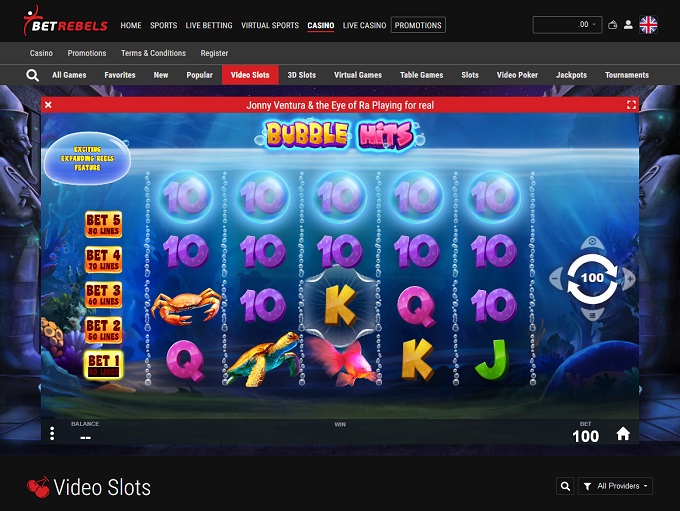 BETREBELS
HOME SPORTS LIVE BETTING VIRTUAL SPORTS CASINO LIVE CASINO PROMOTIONS
.00
Casino Promotions Terms & Conditions Register
All Games Favorites New Popular Video Slots 3D Slots Virtual Games Table Games Slots Video Poker Jackpots Tournaments
Jonny Ventura & the Eye of Ra Playing for real
BUBBLE HITS
EXCITING
EXPANDING REELS
FEATURE
10 10 10 10 10
BET 5
80 LINES
10 10 10 10 10
BET 4
70 LINES
100
BET 3
60 LINES
10 K Q 10
BET 2
50 LINES
BET 1
Q K J
BALANCE WIN BET
-- 100
Video Slots
All Providers